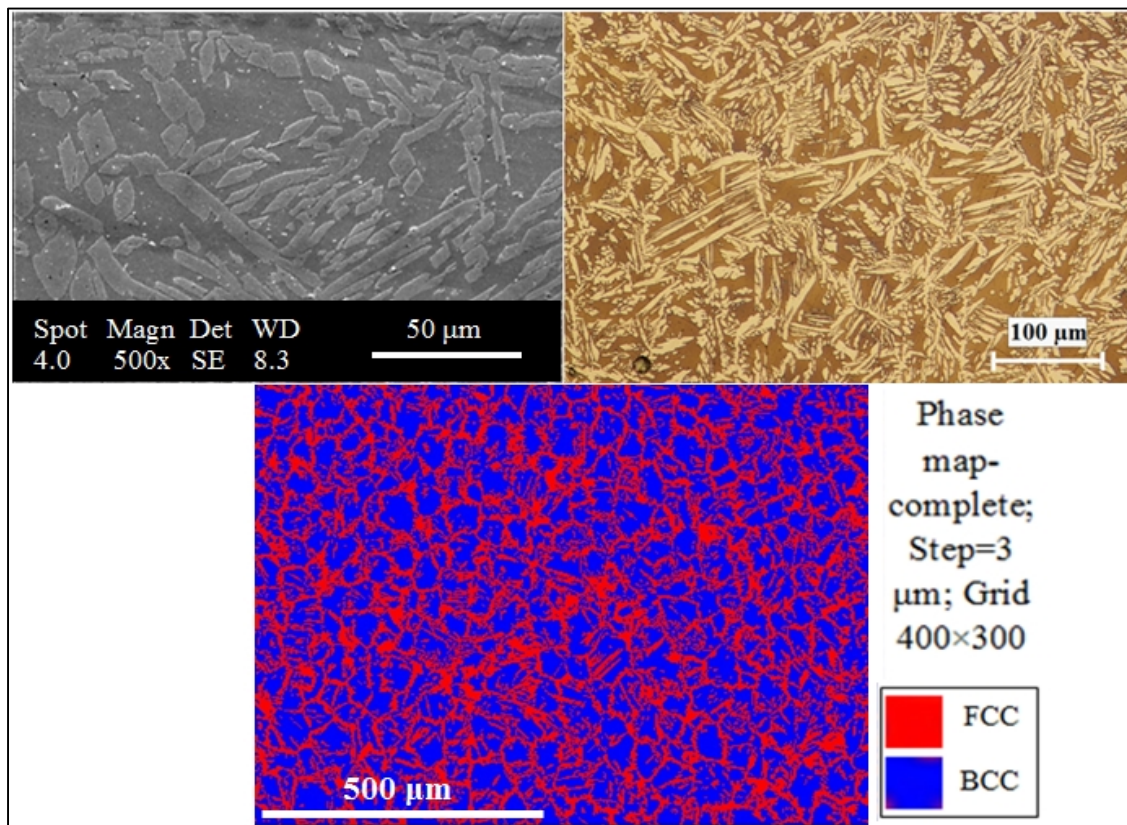 Spot Magn Det WD
4.0 500x SE 8.3
50 μm
100 μm
500 μm
Phase
map-
complete;
Step=3
μm; Grid
400×300
FCC
BCC